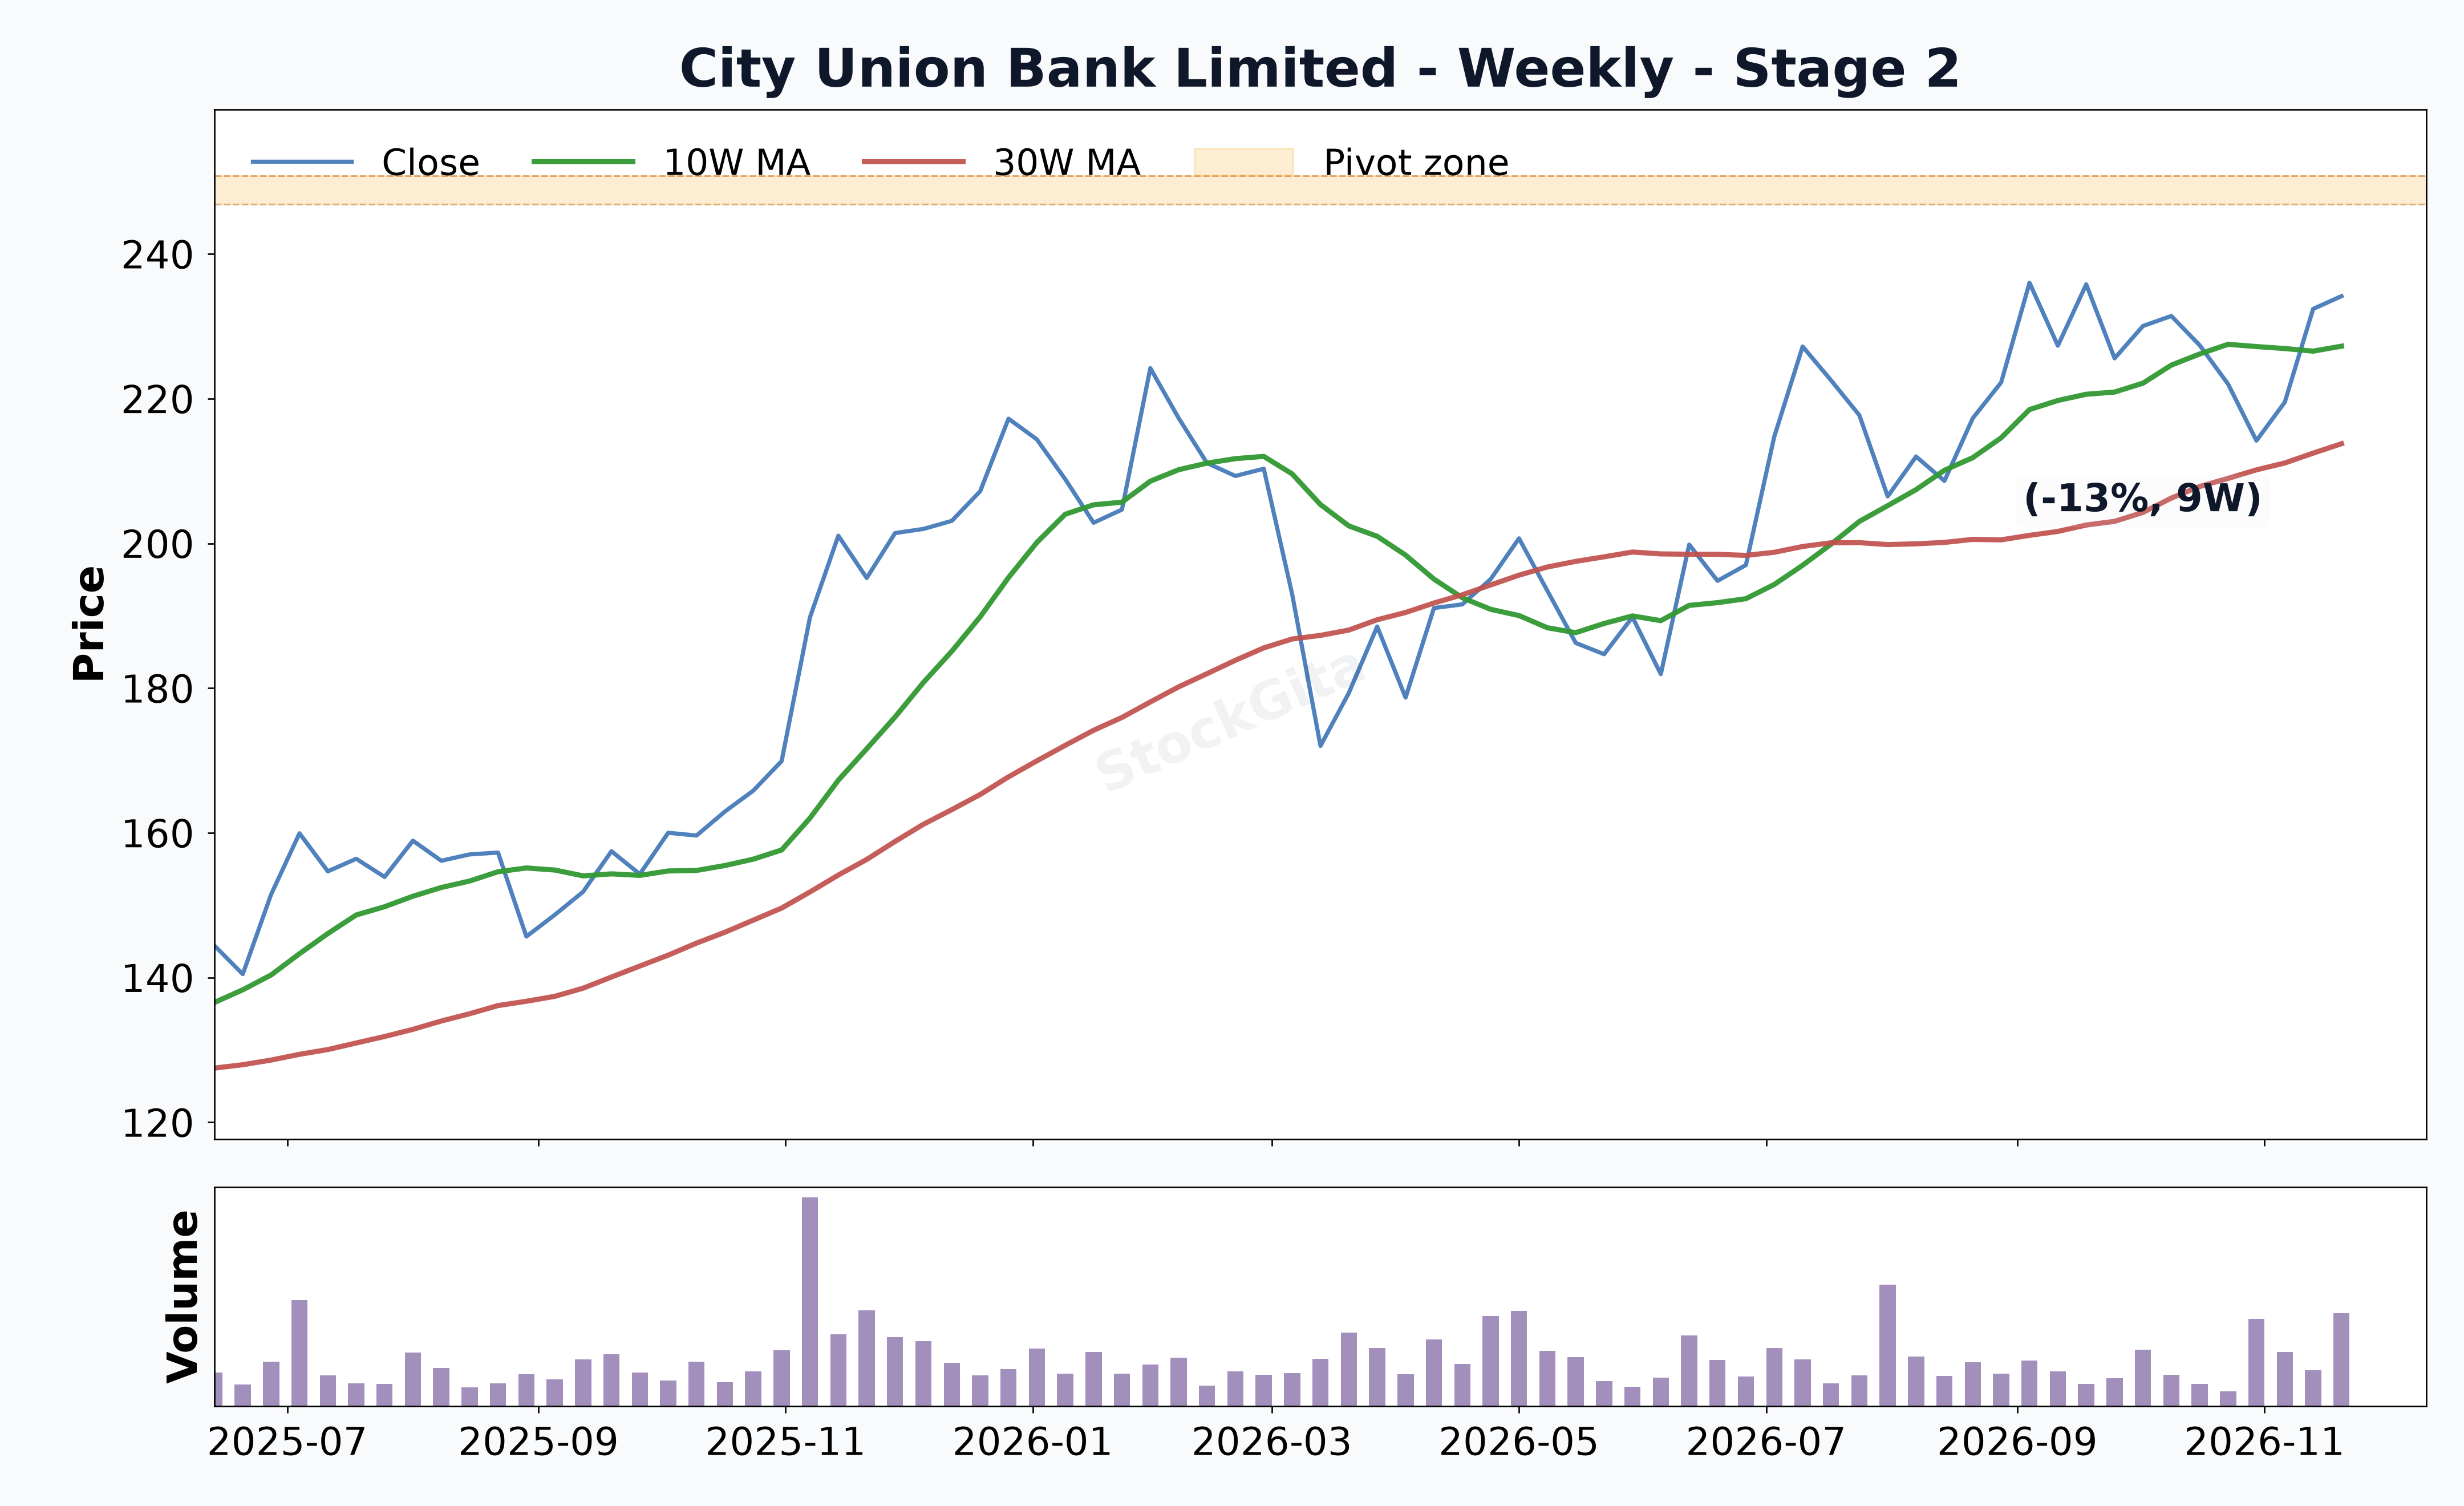 City Union Bank Limited - Weekly - Stage 2
Close 10W MA 30W MA Pivot zone
240
220
200
180
160
140
120
Price
(-13%, 9W)
StockGita
Volume
2025-07 2025-09 2025-11 2026-01 2026-03 2026-05 2026-07 2026-09 2026-11